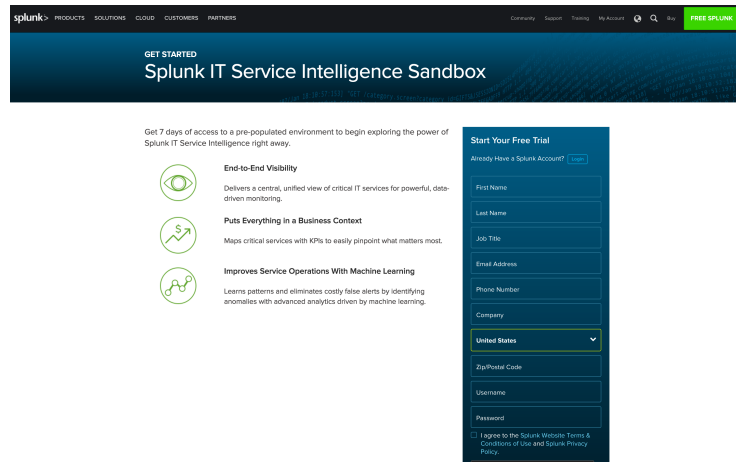 splunk> PRODUCTS SOLUTIONS CLOUD CUSTOMERS PARTNERS Community Support Training My Account Buy FREE SPLUNK
GET STARTED
Splunk IT Service Intelligence Sandbox
Get 7 days of access to a pre-populated environment to begin exploring the power of
Splunk IT Service Intelligence right away.
End-to-End Visibility
Delivers a central, unified view of critical IT services for powerful, data-
driven monitoring.
$
Puts Everything in a Business Context
Maps critical services with KPIs to easily pinpoint what matters most.
Improves Service Operations With Machine Learning
Learns patterns and eliminates costly false alerts by identifying
anomalies with advanced analytics driven by machine learning.
Start Your Free Trial
Already Have a Splunk Account? Login
First Name
Last Name
Job Title
Email Address
Phone Number
Company
United States
Zip/Postal Code
Username
Password
I agree to the Splunk Website Terms &
Conditions of Use and Splunk Privacy
Policy.